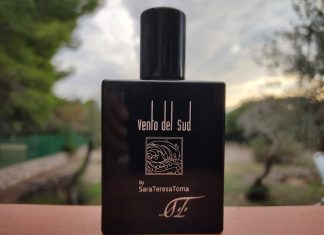 Vento del Sud
by
SaraTeresaToma